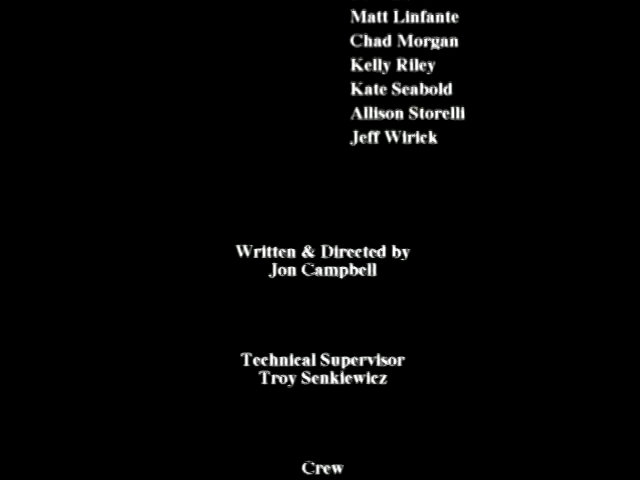 Matt Linfante
Chad Morgan
Kelly Riley
Kate Seabold
Allison Storelli
Jeff Wirick
Written & Directed by
Jon Campbell
Technical Supervisor
Troy Senkiewicz
Crew